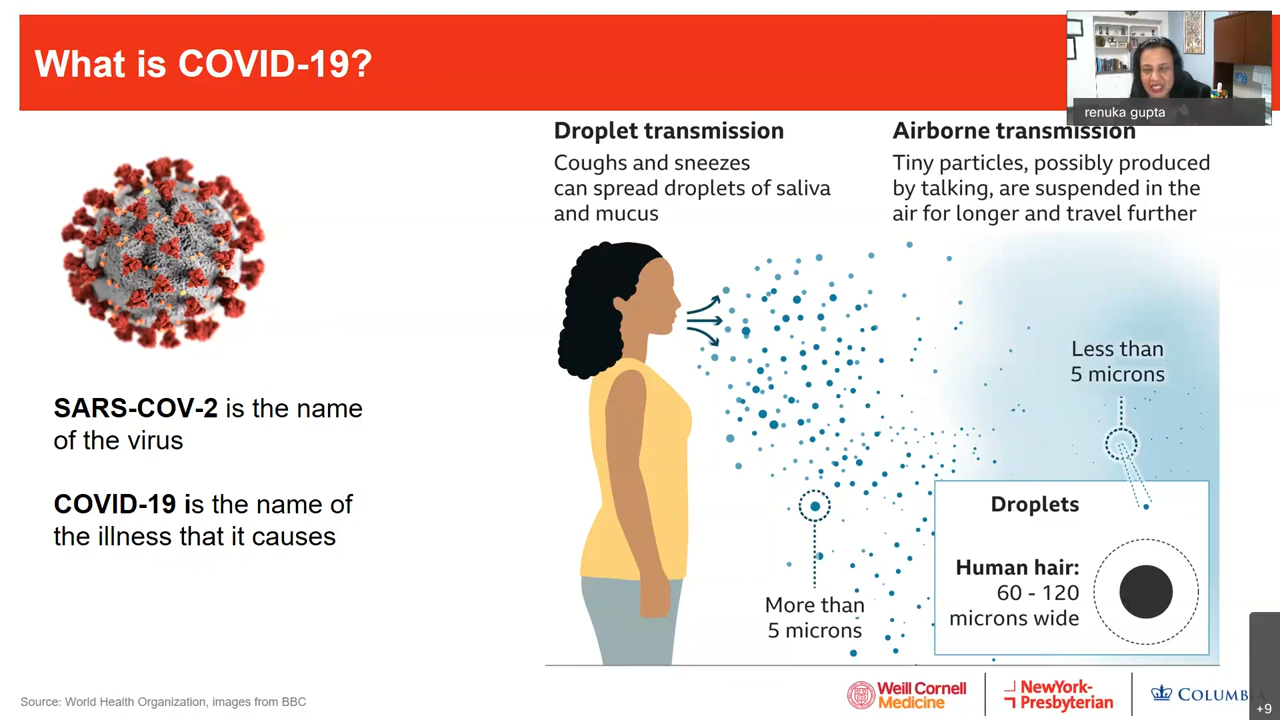 What is COVID-19?
renuka gupta
SARS-COV-2 is the name
of the virus
COVID-19 is the name of
the illness that it causes
Droplet transmission
Coughs and sneezes
can spread droplets of saliva
and mucus
Airborne transmission
Tiny particles, possibly produced
by talking, are suspended in the
air for longer and travel further
Less than
5 microns
More than
5 microns
Droplets
Human hair:
60 - 120
microns wide
Source: World Health Organization, images from BBC
Weill Cornell
Medicine
NewYork-
Presbyterian
COLUMBI
+9